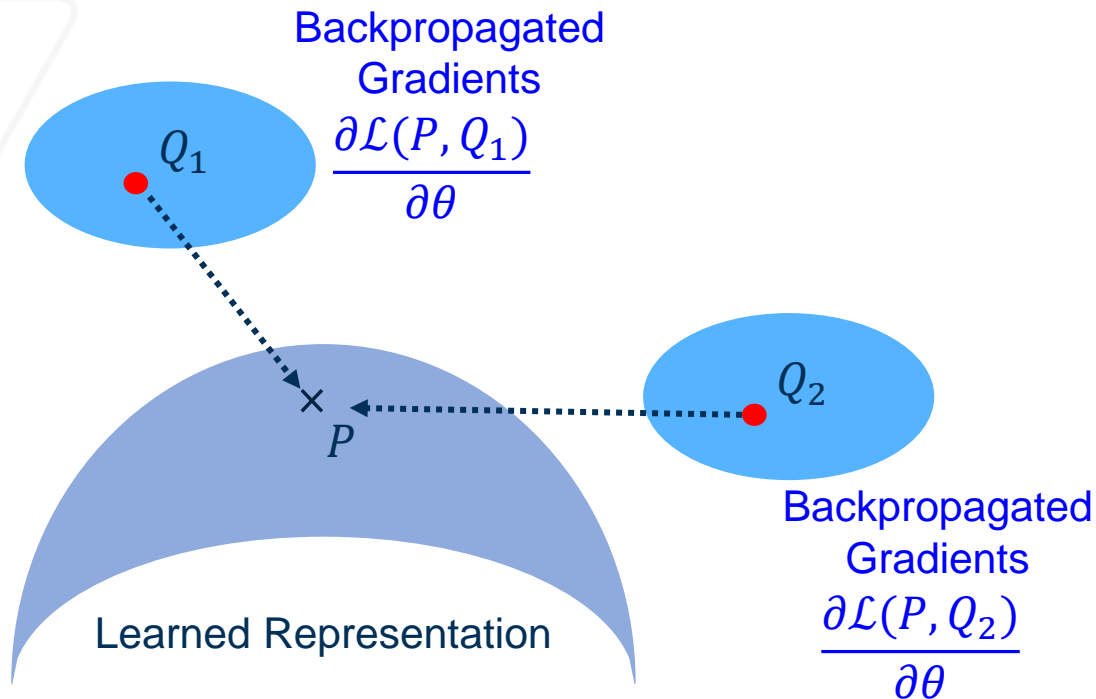 Backpropagated
Gradients
∂ℒ(P, Q₁)
∂θ
Q₁
Q₂
P
Backpropagated
Gradients
∂ℒ(P, Q₂)
∂θ
Learned Representation